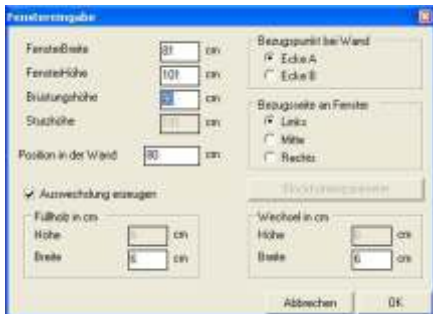 Fenstereingabe
FensterBreite 81 cm
FensterHöhe 101 cm
Brüstungshöhe cm
Sturzhöhe cm
Position in der Wand 80 cm
Auswechslung erzeugen
Füllholz in cm
Höhe cm
Breite 6 cm
Bezugspunkt bei Wand
Ecke A
Ecke B
Bezugsseite an Fenster
Links
Mitte
Rechts
Wechsel in cm
Höhe cm
Breite 6 cm
Abbrechen
OK